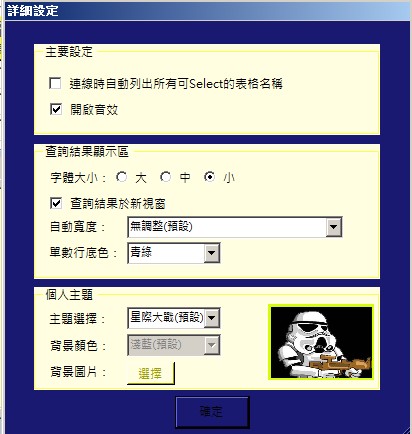 詳細設定
主要設定
連線時自動列出所有可Select的表格名稱
開啟音效
查詢結果顯示區
字體大小： 大 中 小
查詢結果於新視窗
自動寬度： 無調整(預設)
單數行底色： 青綠
個人主題
主題選擇： 星際大戰(預設)
背景顏色： 淺藍(預設)
背景圖片： 選擇
確定